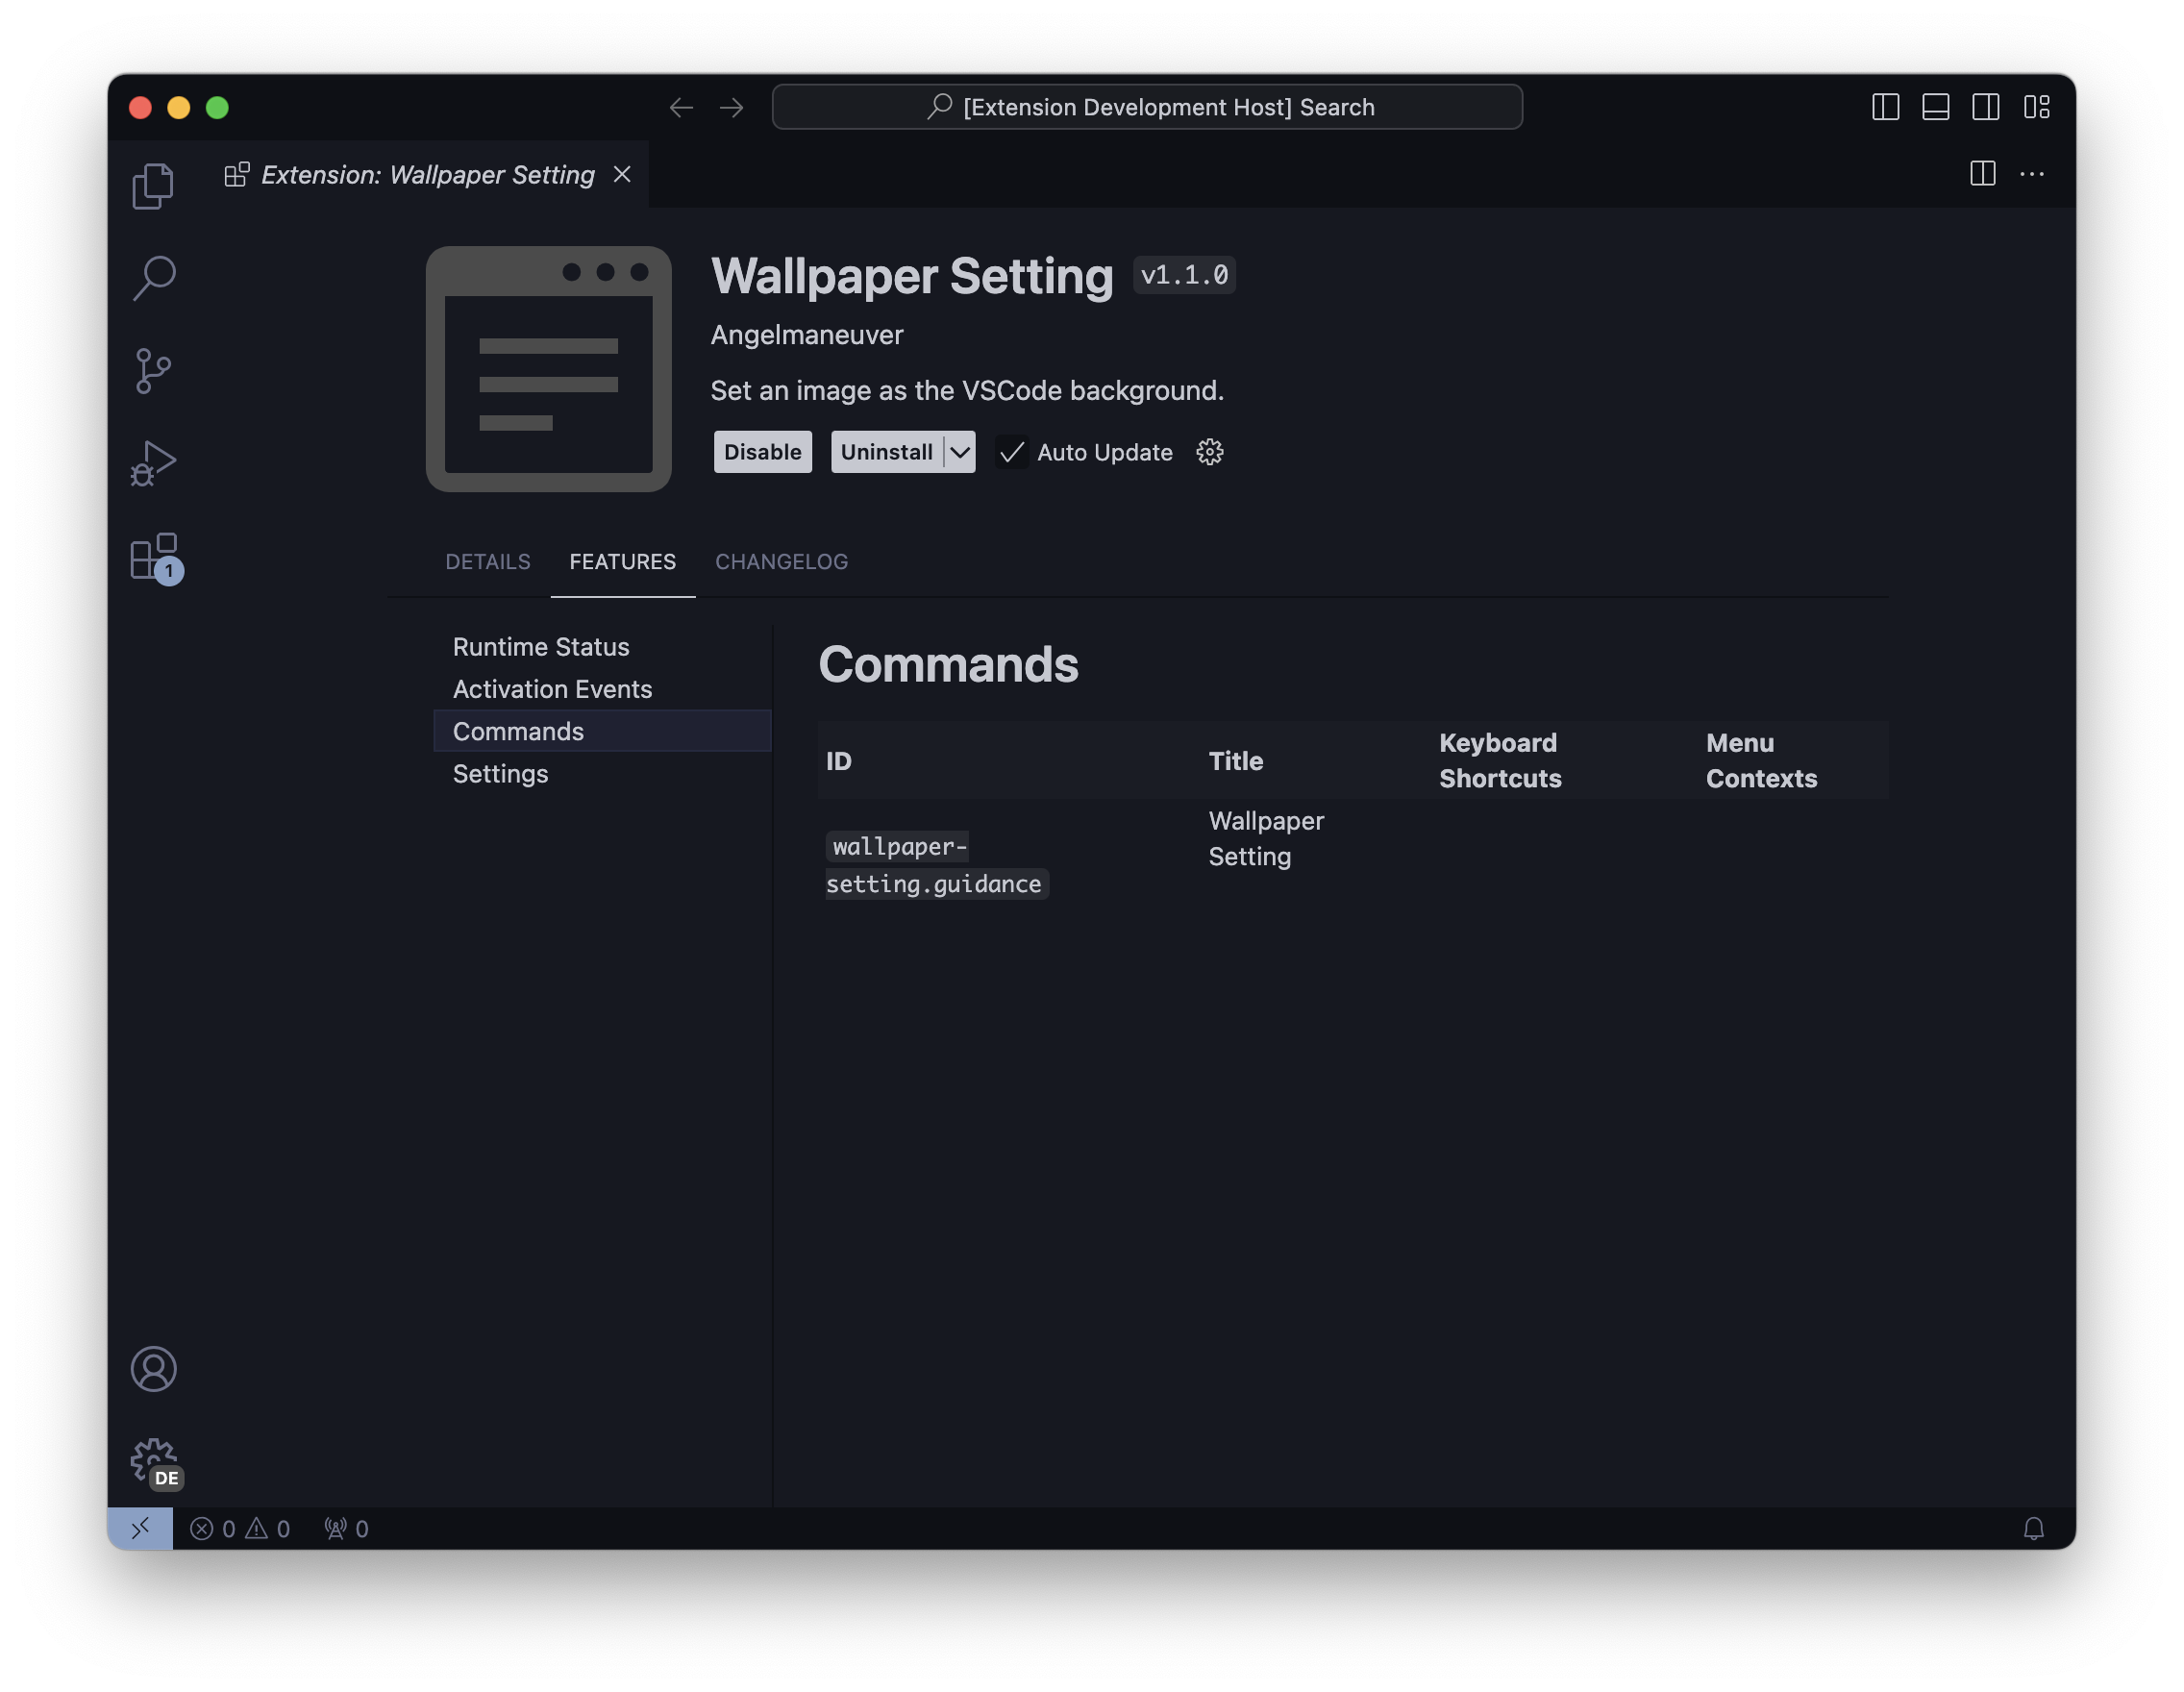 [Extension Development Host] Search
Extension: Wallpaper Setting
Wallpaper Setting v1.1.0
Angelmaneuver
Set an image as the VSCode background.
Disable Uninstall Auto Update
1
DETAILS FEATURES CHANGELOG
Runtime Status
Activation Events
Commands
Settings
Commands
ID Title Keyboard Shortcuts Menu Contexts
wallpaper-
setting.guidance
Wallpaper
Setting
DE
0 0 0